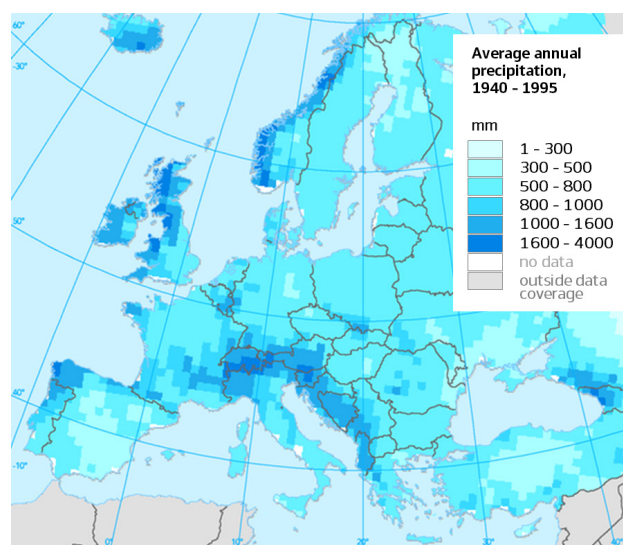 60°
-30°
50°
40°
-10°
0°
10°
20°
30°
40°
Average annual
precipitation,
1940 - 1995
mm
1 - 300
300 - 500
500 - 800
800 - 1000
1000 - 1600
1600 - 4000
no data
outside data
coverage